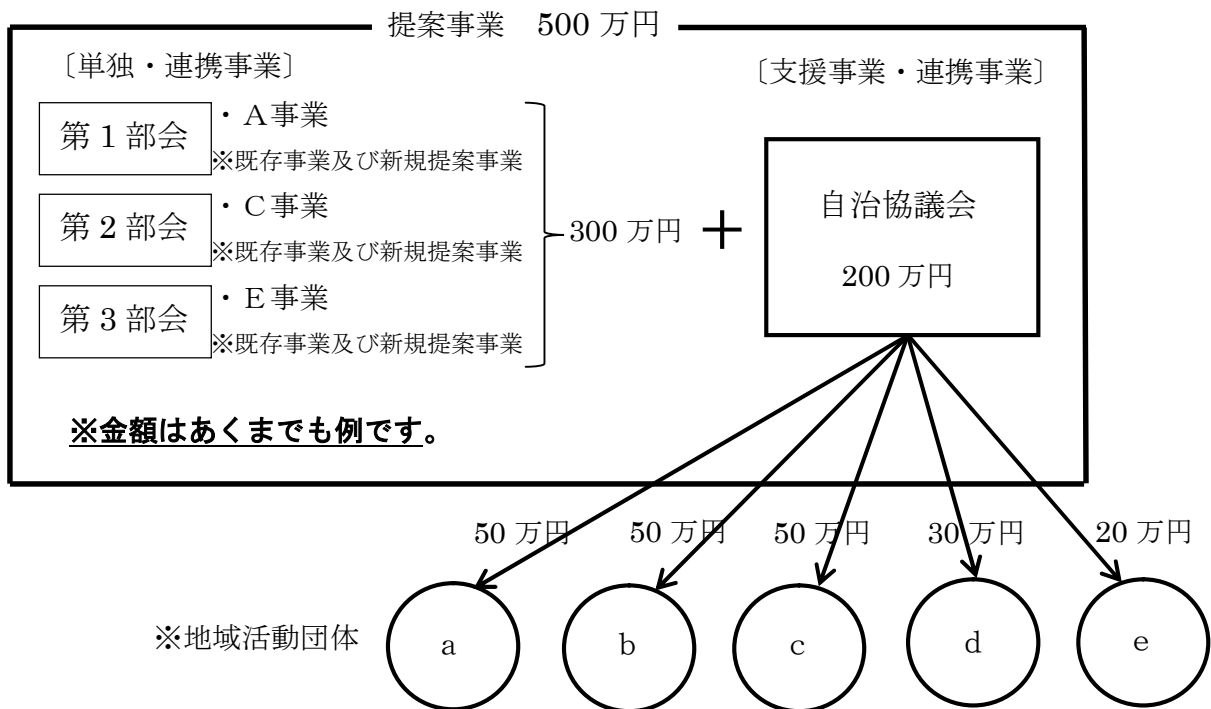 提案事業　500 万円
〔単独・連携事業〕
〔支援事業・連携事業〕
第 1 部会
・A事業
※既存事業及び新規提案事業
第 2 部会
・C事業
※既存事業及び新規提案事業
第 3 部会
・E事業
※既存事業及び新規提案事業
300 万円
＋
自治協議会
200 万円
※金額はあくまでも例です。
50 万円
50 万円
50 万円
30 万円
20 万円
※地域活動団体
a
b
c
d
e